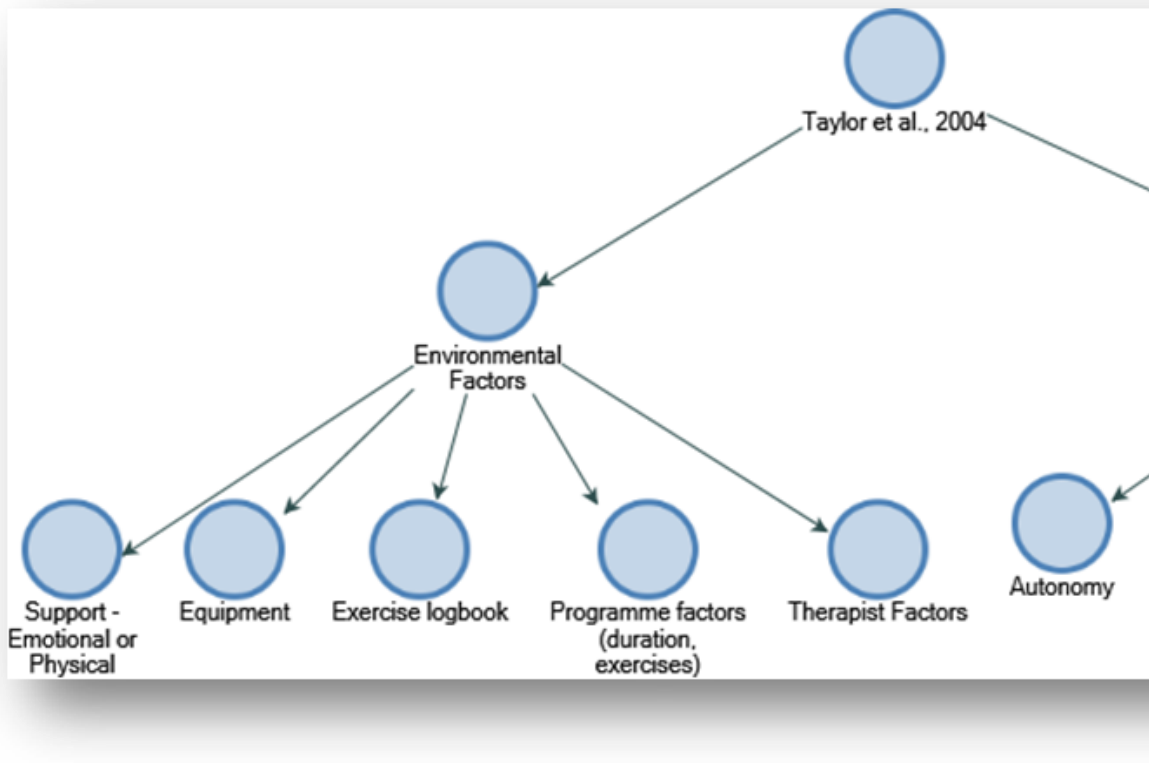 Taylor et al., 2004
Environmental
Factors
Support -
Emotional or
Physical
Equipment
Exercise logbook
Programme factors
(duration,
exercises)
Therapist Factors
Autonomy